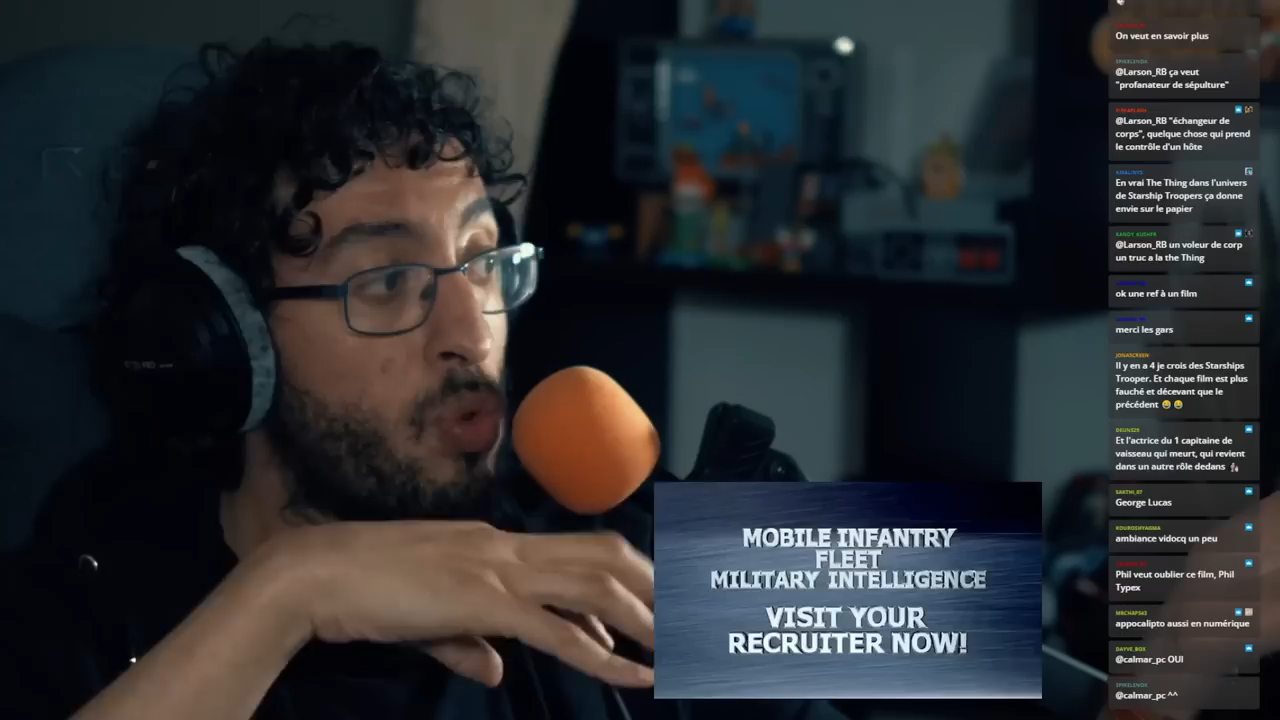 MOBILE INFANTRY
FLEET
MILITARY INTELLIGENCE
VISIT YOUR
RECRUITER NOW!
On veut en savoir plus
@Larson_RB ça veut
"profanateur de sépulture"
@Larson_RB "échangeur de
corps", quelque chose qui prend
le contrôle d'un hôte
En vrai The Thing dans l'univers
de Starship Troopers ça donne
envie sur le papier
@Larson_RB un voleur de corp
un truc a la the Thing
ok une ref à un film
merci les gars
JONASCREEN
Il y en a 4 je crois des Starships
Trooper. Et chaque film est plus
fauché et décevant que le
précédent
Et l'actrice du 1 capitaine de
vaisseau qui meurt, qui revient
dans un autre rôle dedans
George Lucas
ambiance vidocq un peu
Phil veut oublier ce film, Phil
Typex
appocalipto aussi en numérique
DAYVE_BOX
@calmar_pc OUI
@calmar_pc ^^